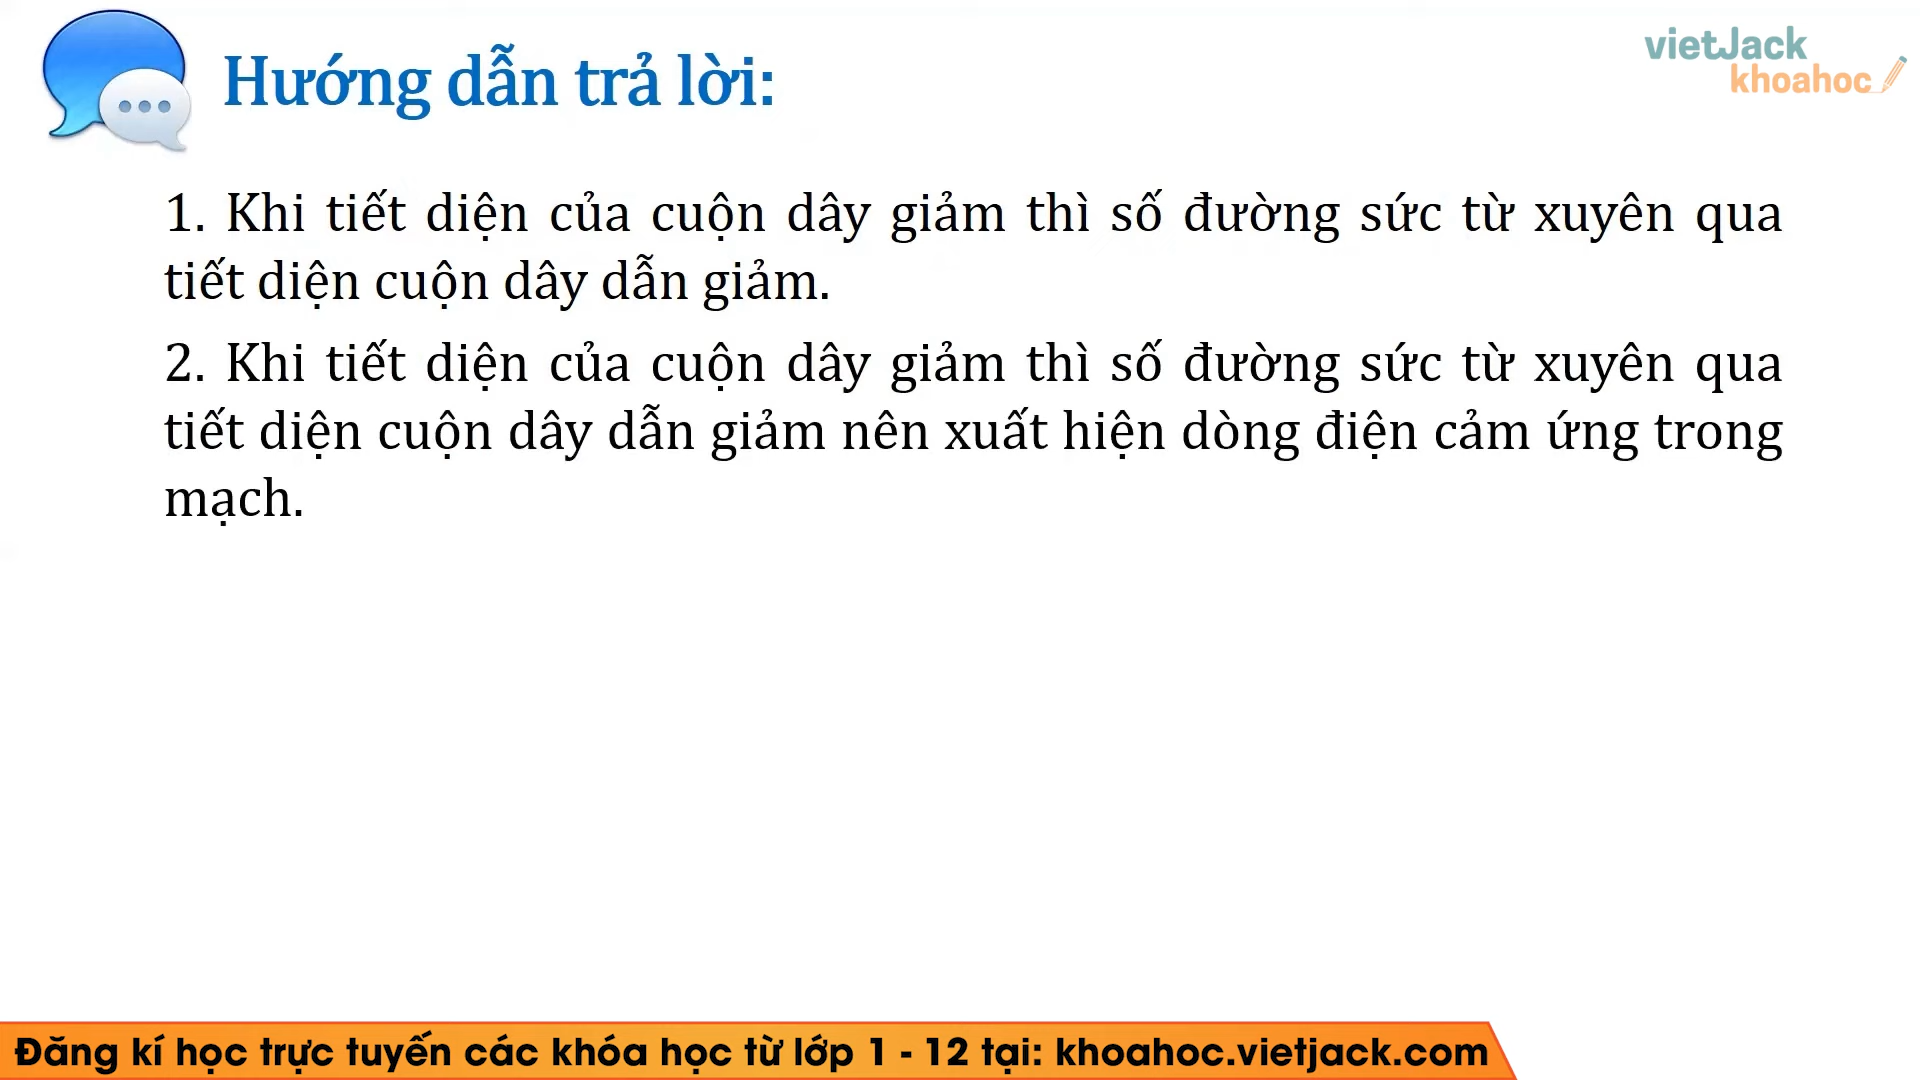 Hướng dẫn trả lời:
vietJack
khoahoc
1. Khi tiết diện của cuộn dây giảm thì số đường sức từ xuyên qua
tiết diện cuộn dây dẫn giảm.
2. Khi tiết diện của cuộn dây giảm thì số đường sức từ xuyên qua
tiết diện cuộn dây dẫn giảm nên xuất hiện dòng điện cảm ứng trong
mạch.
Đăng kí học trực tuyến các khóa học từ lớp 1 - 12 tại: khoahoc.vietjack.com